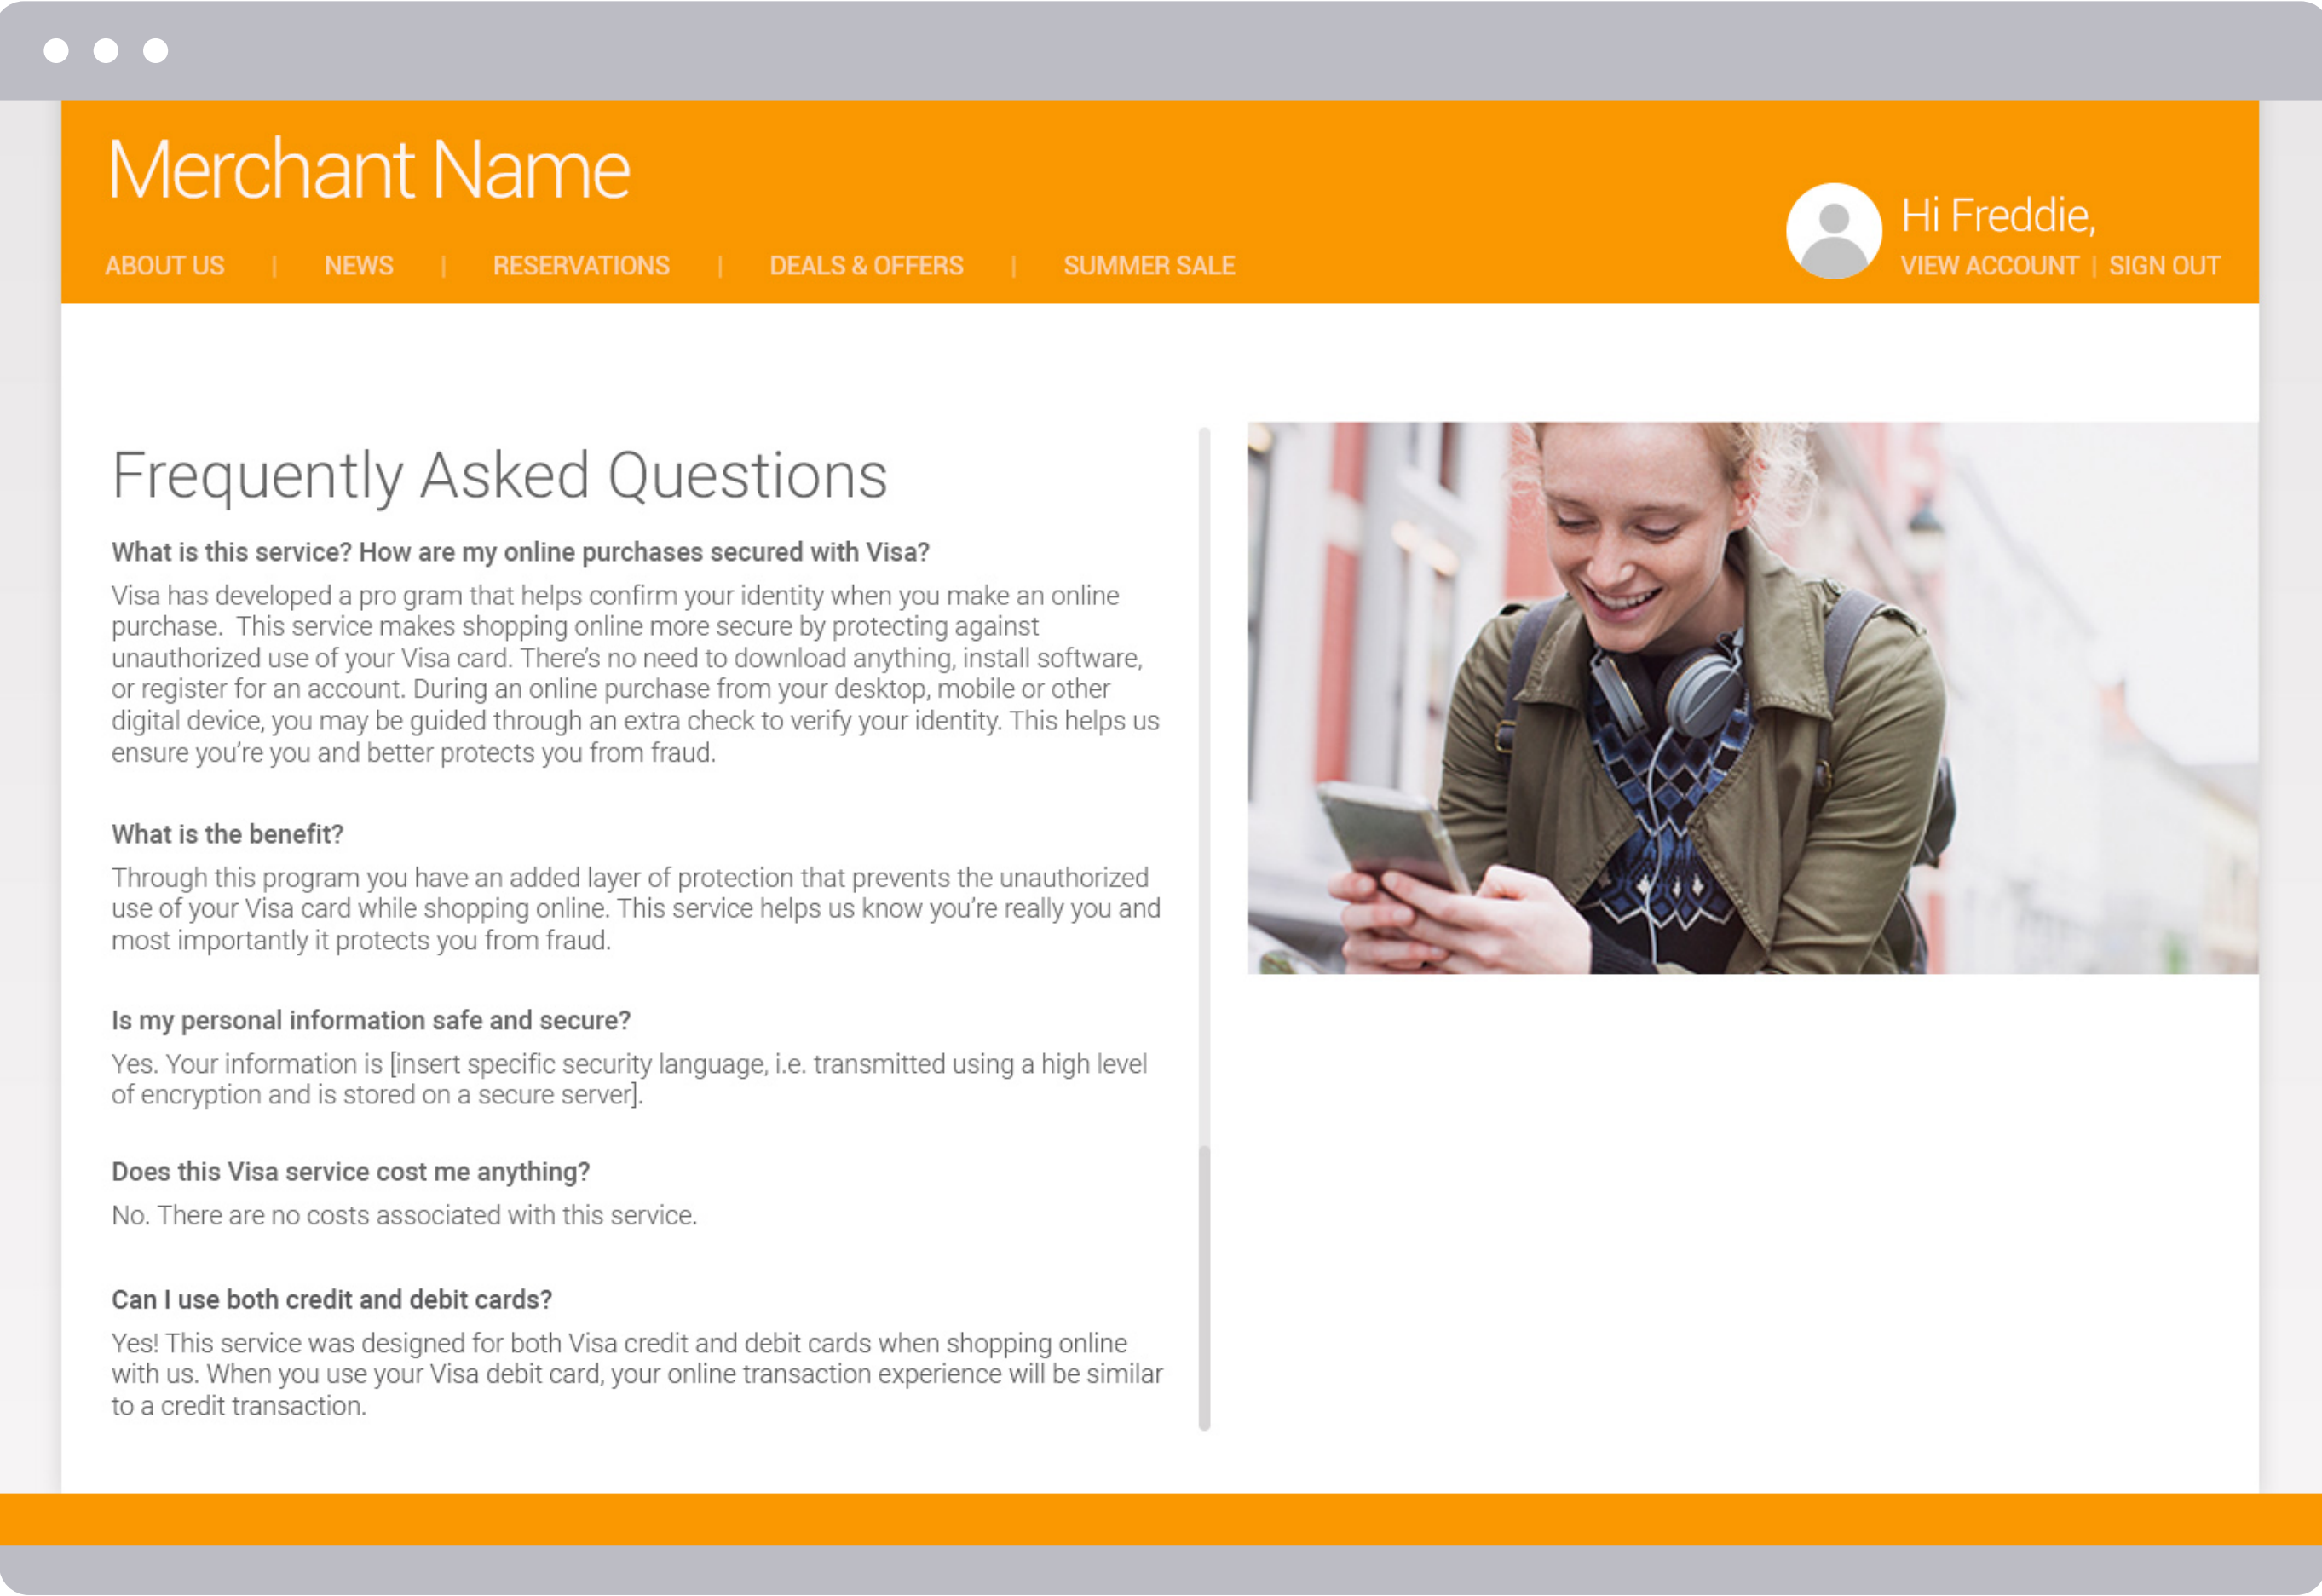 Merchant Name
Hi Freddie,
ABOUT US | NEWS | RESERVATIONS | DEALS & OFFERS | SUMMER SALE
VIEW ACCOUNT | SIGN OUT
Frequently Asked Questions
What is this service? How are my online purchases secured with Visa?
Visa has developed a pro gram that helps confirm your identity when you make an online
purchase.  This service makes shopping online more secure by protecting against
unauthorized use of your Visa card. There’s no need to download anything, install software,
or register for an account. During an online purchase from your desktop, mobile or other
digital device, you may be guided through an extra check to verify your identity. This helps us
ensure you’re you and better protects you from fraud.
What is the benefit?
Through this program you have an added layer of protection that prevents the unauthorized
use of your Visa card while shopping online. This service helps us know you’re really you and
most importantly it protects you from fraud.
Is my personal information safe and secure?
Yes. Your information is [insert specific security language, i.e. transmitted using a high level
of encryption and is stored on a secure server].
Does this Visa service cost me anything?
No. There are no costs associated with this service.
Can I use both credit and debit cards?
Yes! This service was designed for both Visa credit and debit cards when shopping online
with us. When you use your Visa debit card, your online transaction experience will be similar
to a credit transaction.